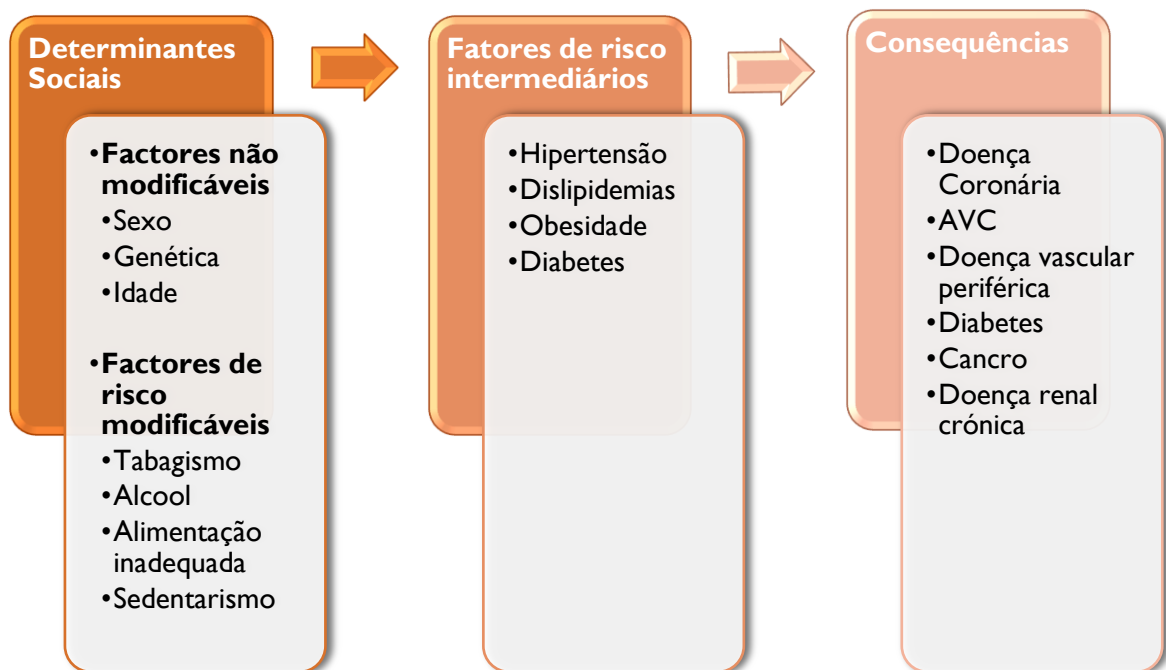 Determinantes
Sociais
•Factores não
modificáveis
•Sexo
•Genética
•Idade
•Factores de
risco
modificáveis
•Tabagismo
•Alcool
•Alimentação
inadequada
•Sedentarismo
Fatores de risco
intermediários
•Hipertensão
•Dislipidemias
•Obesidade
•Diabetes
Consequências
•Doença
Coronária
•AVC
•Doença vascular
periférica
•Diabetes
•Cancro
•Doença renal
crónica